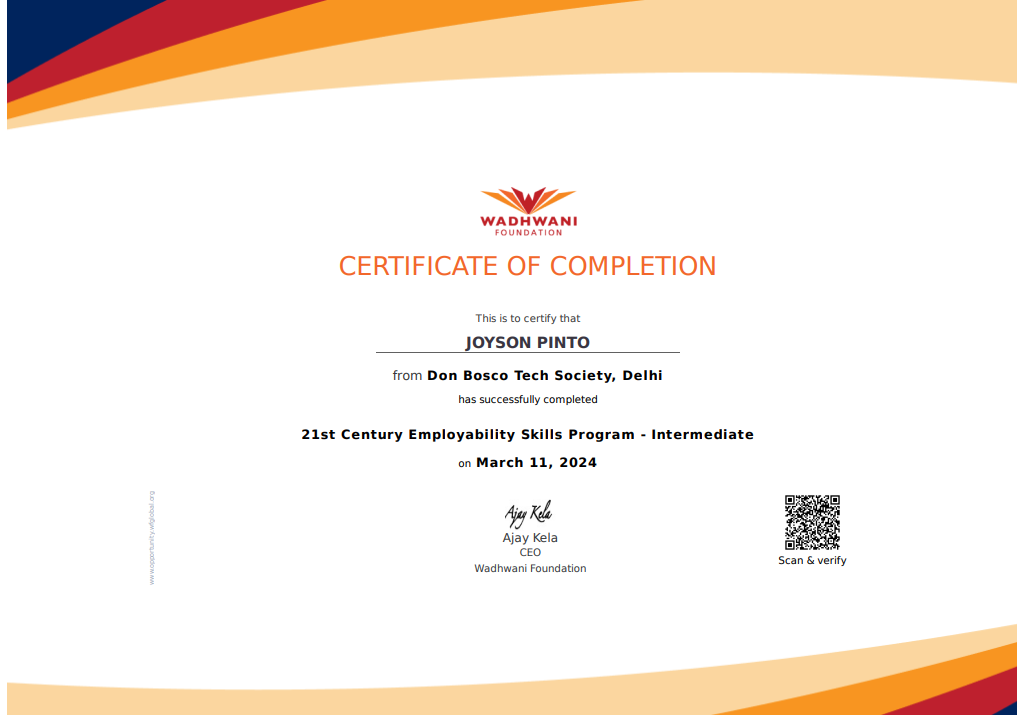 WADHWANI
FOUNDATION
CERTIFICATE OF COMPLETION
This is to certify that
JOYSON PINTO
from Don Bosco Tech Society, Delhi
has successfully completed
21st Century Employability Skills Program - Intermediate
on March 11, 2024
www.opportunity.wfglobal.org
Ajay Kela
Ajay Kela
CEO
Wadhwani Foundation
Scan & verify